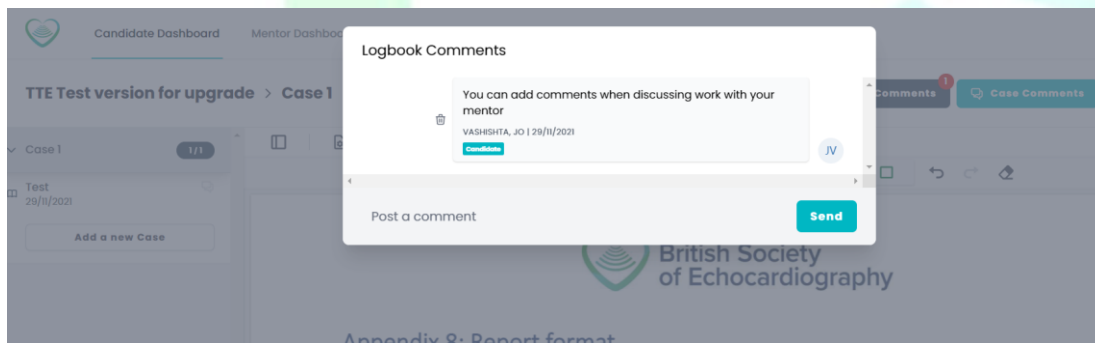 Candidate Dashboard
Mentor Dashboa
TTE Test version for upgrade > Case 1
Comments
1
Case Comments
Logbook Comments
You can add comments when discussing work with your
mentor
VASHISHTA, JO | 29/11/2021
Candidate
JV
Post a comment
Send
Case 1
1/1
Test
29/11/2021
Add a new Case
British Society
of Echocardiography
Appendix 8: Report format